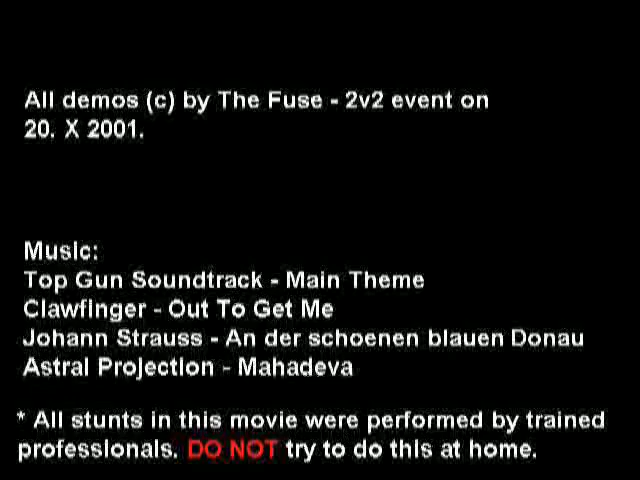 All demos (c) by The Fuse - 2v2 event on
20. X 2001.
Music:
Top Gun Soundtrack - Main Theme
Clawfinger - Out To Get Me
Johann Strauss - An der schoenen blauen Donau
Astral Projection - Mahadeva
* All stunts in this movie were performed by trained
professionals. DO NOT try to do this at home.